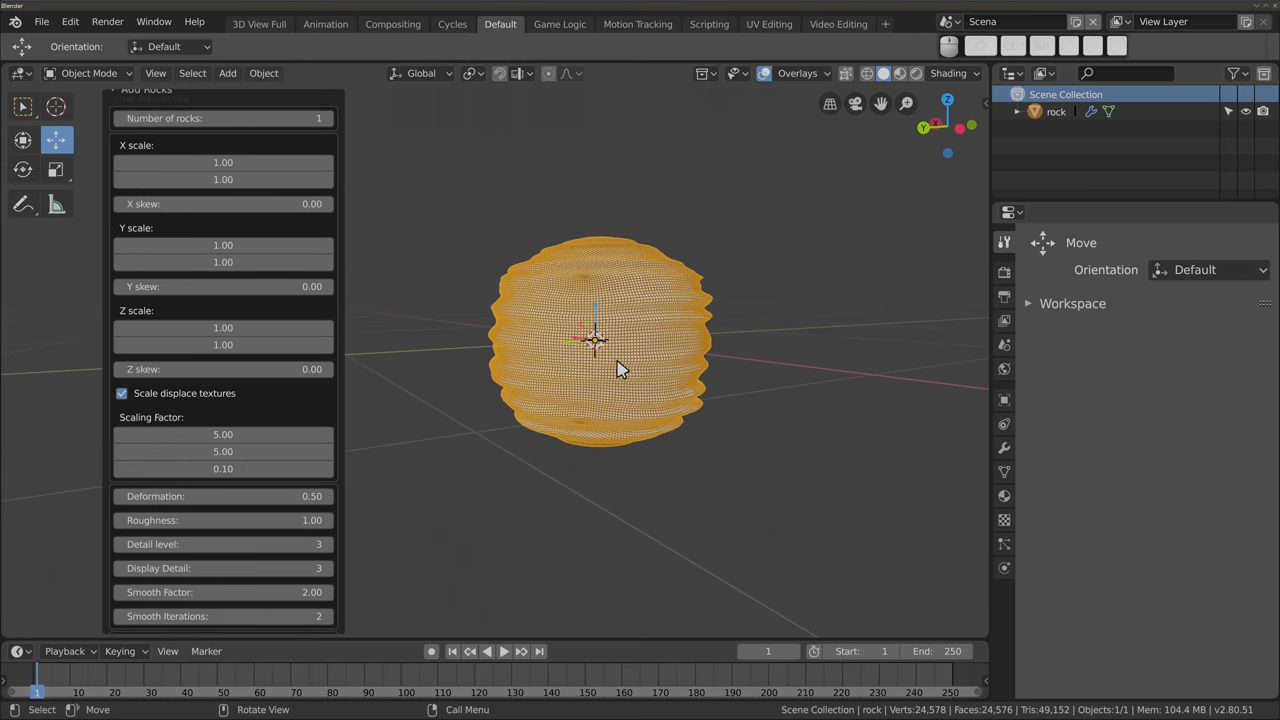 Blender
File Edit Render Window Help
3D View Full Animation Compositing Cycles Default Game Logic Motion Tracking Scripting UV Editing Video Editing +
Scena
View Layer
Orientation: Default
Ctrl Alt
Object Mode View Select Add Object
Global
Overlays
Shading
Add Rocks
User Perspective
Number of rocks: 1
X scale:
1.00
1.00
X skew: 0.00
Y scale:
1.00
1.00
Y skew: 0.00
Z scale:
1.00
1.00
Z skew: 0.00
Scale displace textures
Scaling Factor:
5.00
5.00
0.10
Deformation: 0.50
Roughness: 1.00
Detail level: 3
Display Detail: 3
Smooth Factor: 2.00
Smooth Iterations: 2
Z
Y
X
Scene Collection
rock
Move
Orientation Default
Workspace
Playback Keying View Marker
1
Start: 1
End: 250
1 10 20 30 40 50 60 70 80 90 100 110 120 130 140 150 160 170 180 190 200 210 220 230 240 250
Select Move Rotate View Call Menu
Scene Collection | rock | Verts:24,578 | Faces:24,576 | Tris:49,152 | Objects:1/1 | Mem: 104.4 MB | v2.80.51